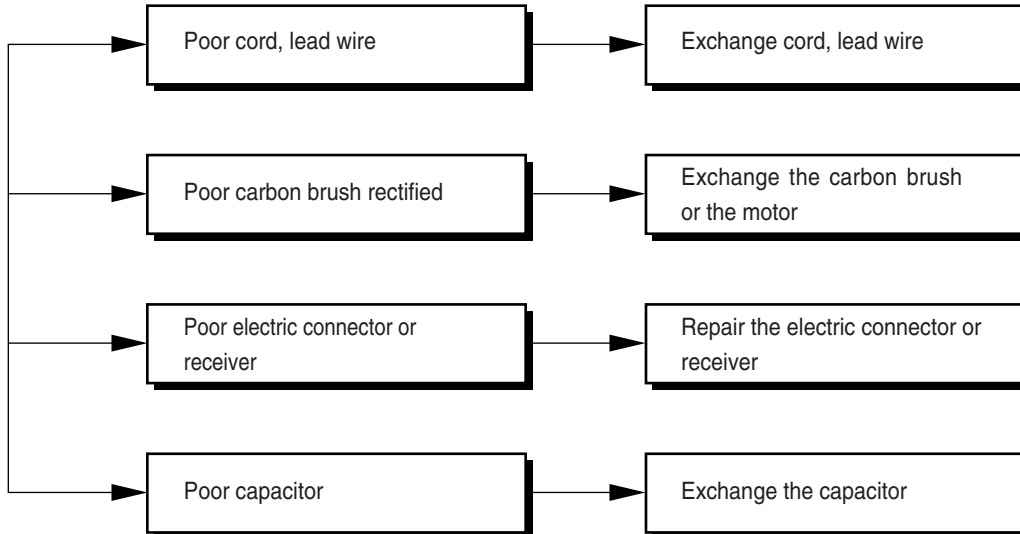 Poor cord, lead wire
Exchange cord, lead wire
Poor carbon brush rectified
Exchange the carbon brush
or the motor
Poor electric connector or
receiver
Repair the electric connector or
receiver
Poor capacitor
Exchange the capacitor